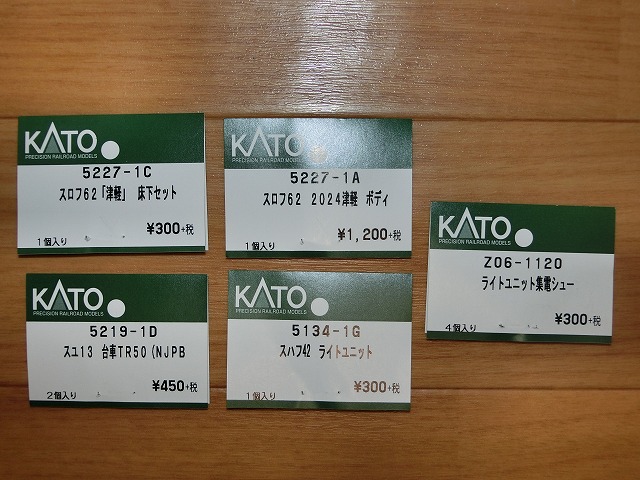 KATO
PRECISION RAILROAD MODELS
5227-1C
スロフ62「津軽」 床下セット
¥300+税
1個入り
KATO
PRECISION RAILROAD MODELS
5227-1A
スロフ62 2024津軽 ボディ
¥1,200+税
1個入り
KATO
PRECISION RAILROAD MODELS
Z06-1120
ライトユニット集電シュー
¥300+税
4個入り
KATO
PRECISION RAILROAD MODELS
5219-1D
スユ13 台車TR50(NJPB
¥450+税
2個入り
KATO
PRECISION RAILROAD MODELS
5134-1G
スハフ42 ライトユニット
¥300+税
1個入り